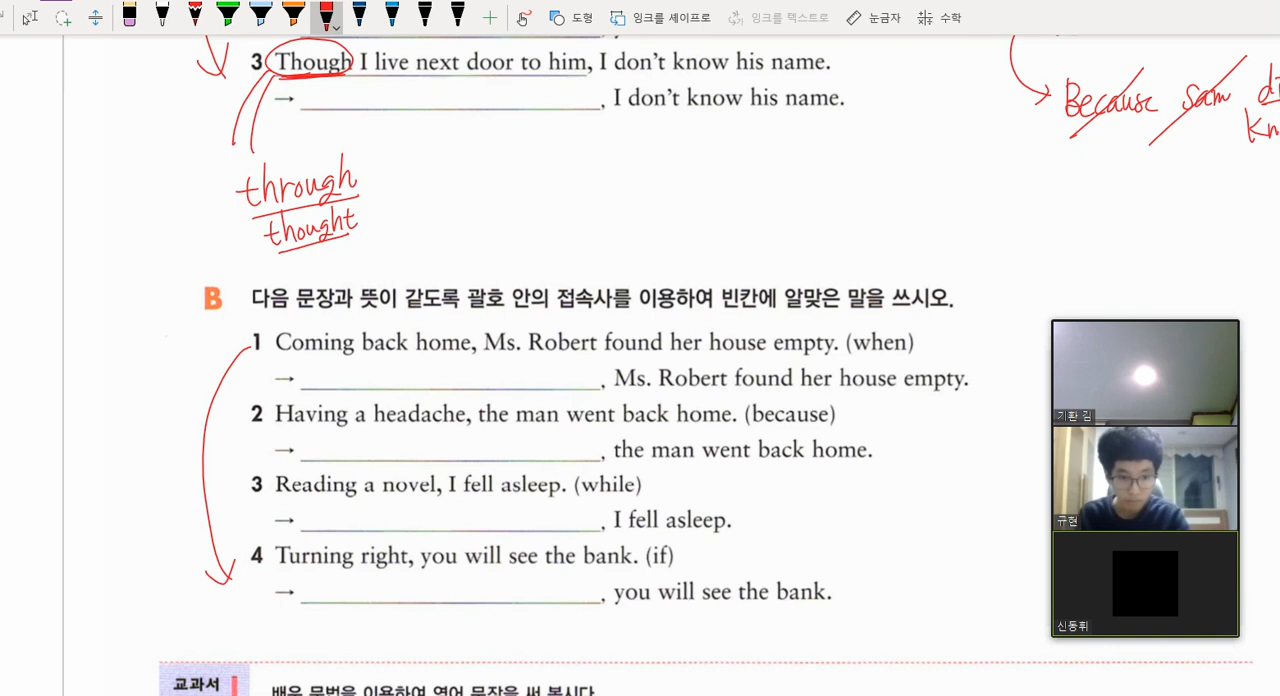 도형
잉크를 셰이프로
잉크를 텍스트로
눈금자
수학
3 Though I live next door to him, I don't know his name.
→ ____________________, I don't know his name.
Because Sam
through
thought
B 다음 문장과 뜻이 같도록 괄호 안의 접속사를 이용하여 빈칸에 알맞은 말을 쓰시오.
1 Coming back home, Ms. Robert found her house empty. (when)
→ ____________________, Ms. Robert found her house empty.
2 Having a headache, the man went back home. (because)
→ ____________________, the man went back home.
3 Reading a novel, I fell asleep. (while)
→ ____________________, I fell asleep.
4 Turning right, you will see the bank. (if)
→ ____________________, you will see the bank.
기환 김
규현
신동휘
교과서
배운 문법을 이용하여 영어 문장을 써 봅시다.